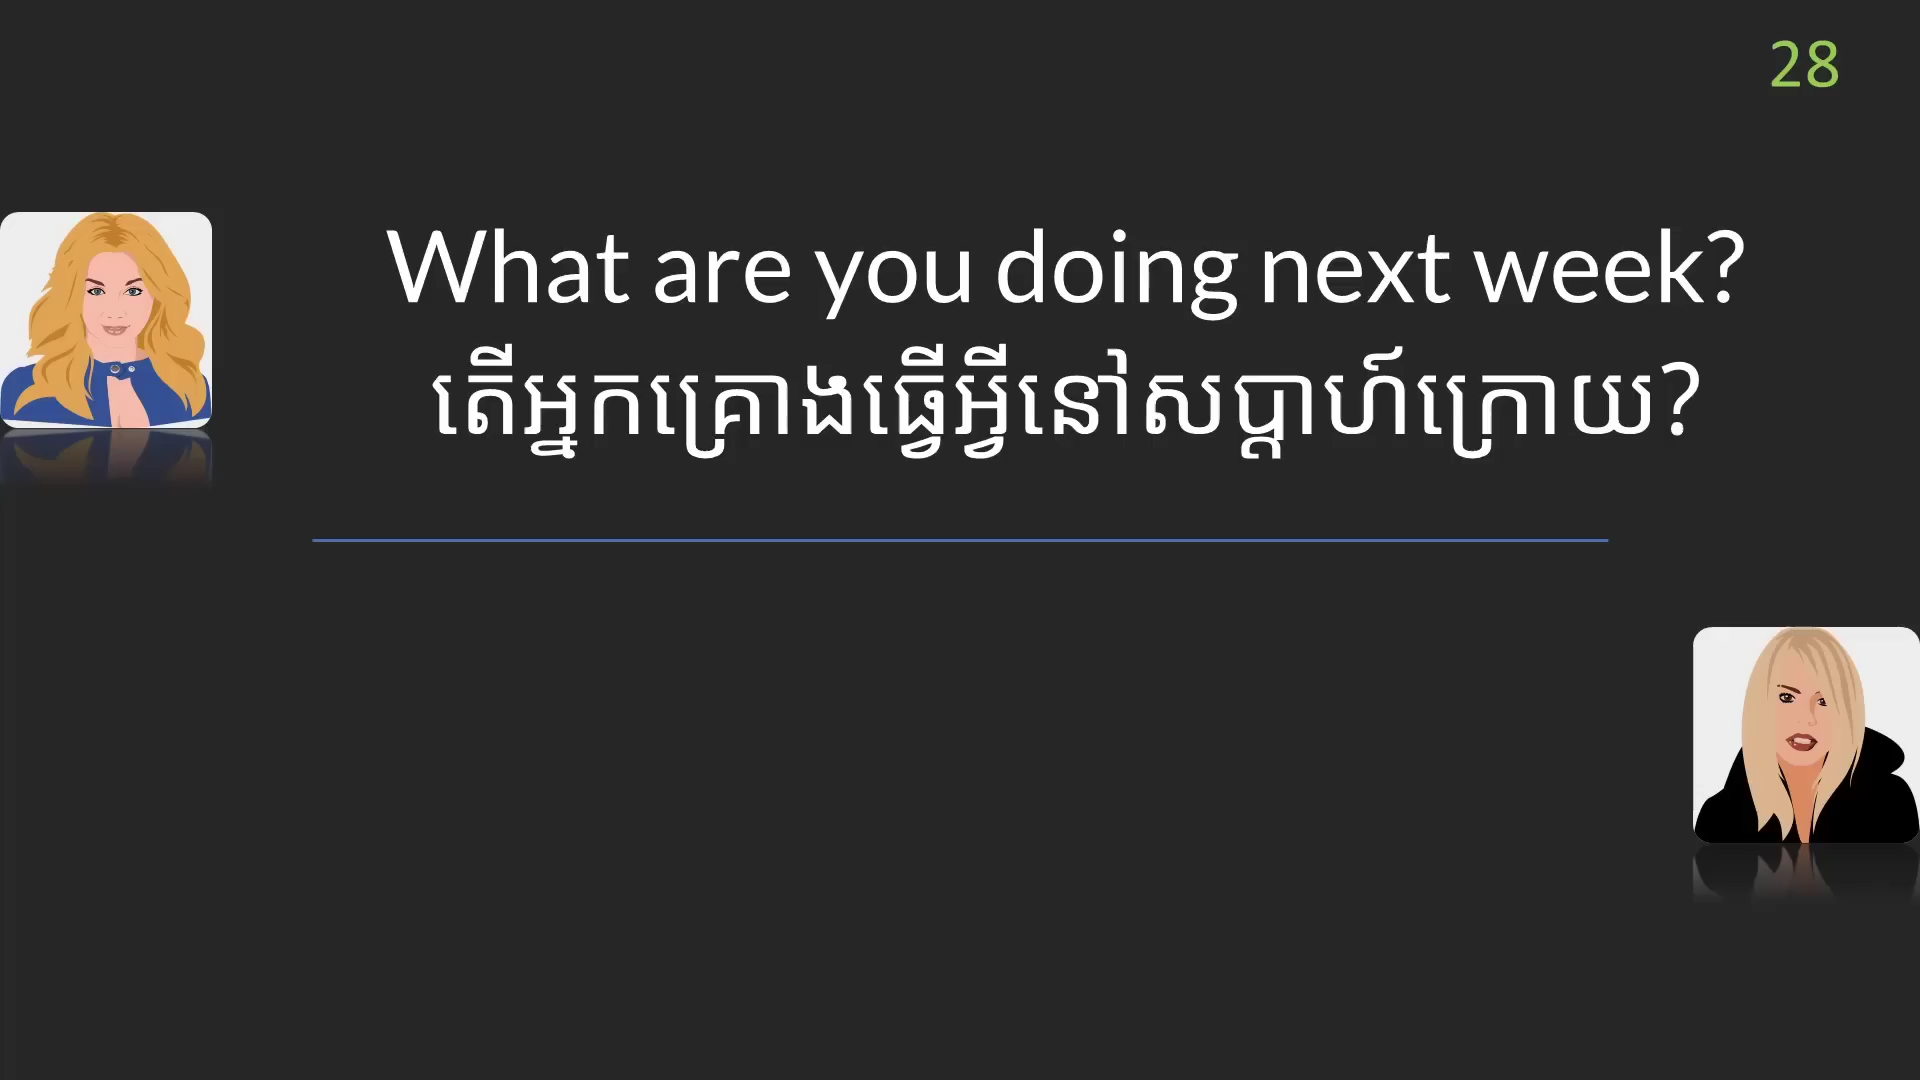 28
What are you doing next week?
តើអ្នកគ្រោងធ្វើអ្វីនៅសប្តាហ៍ក្រោយ?